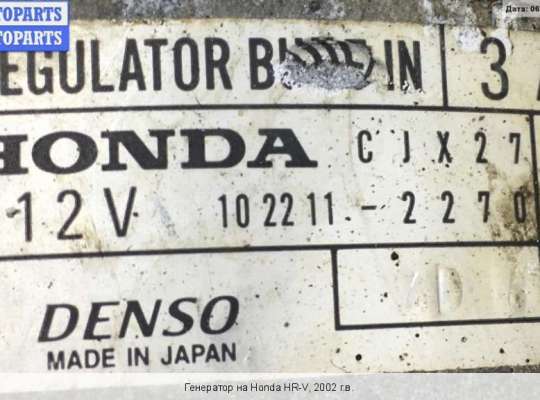 TOPARTS
TOPARTS
Дата: 06
EGULATOR B IN 3
HONDA CJX27
12V 102211.-2270
DENSO
MADE IN JAPAN
Генератор на Honda HR-V, 2002 г.в.